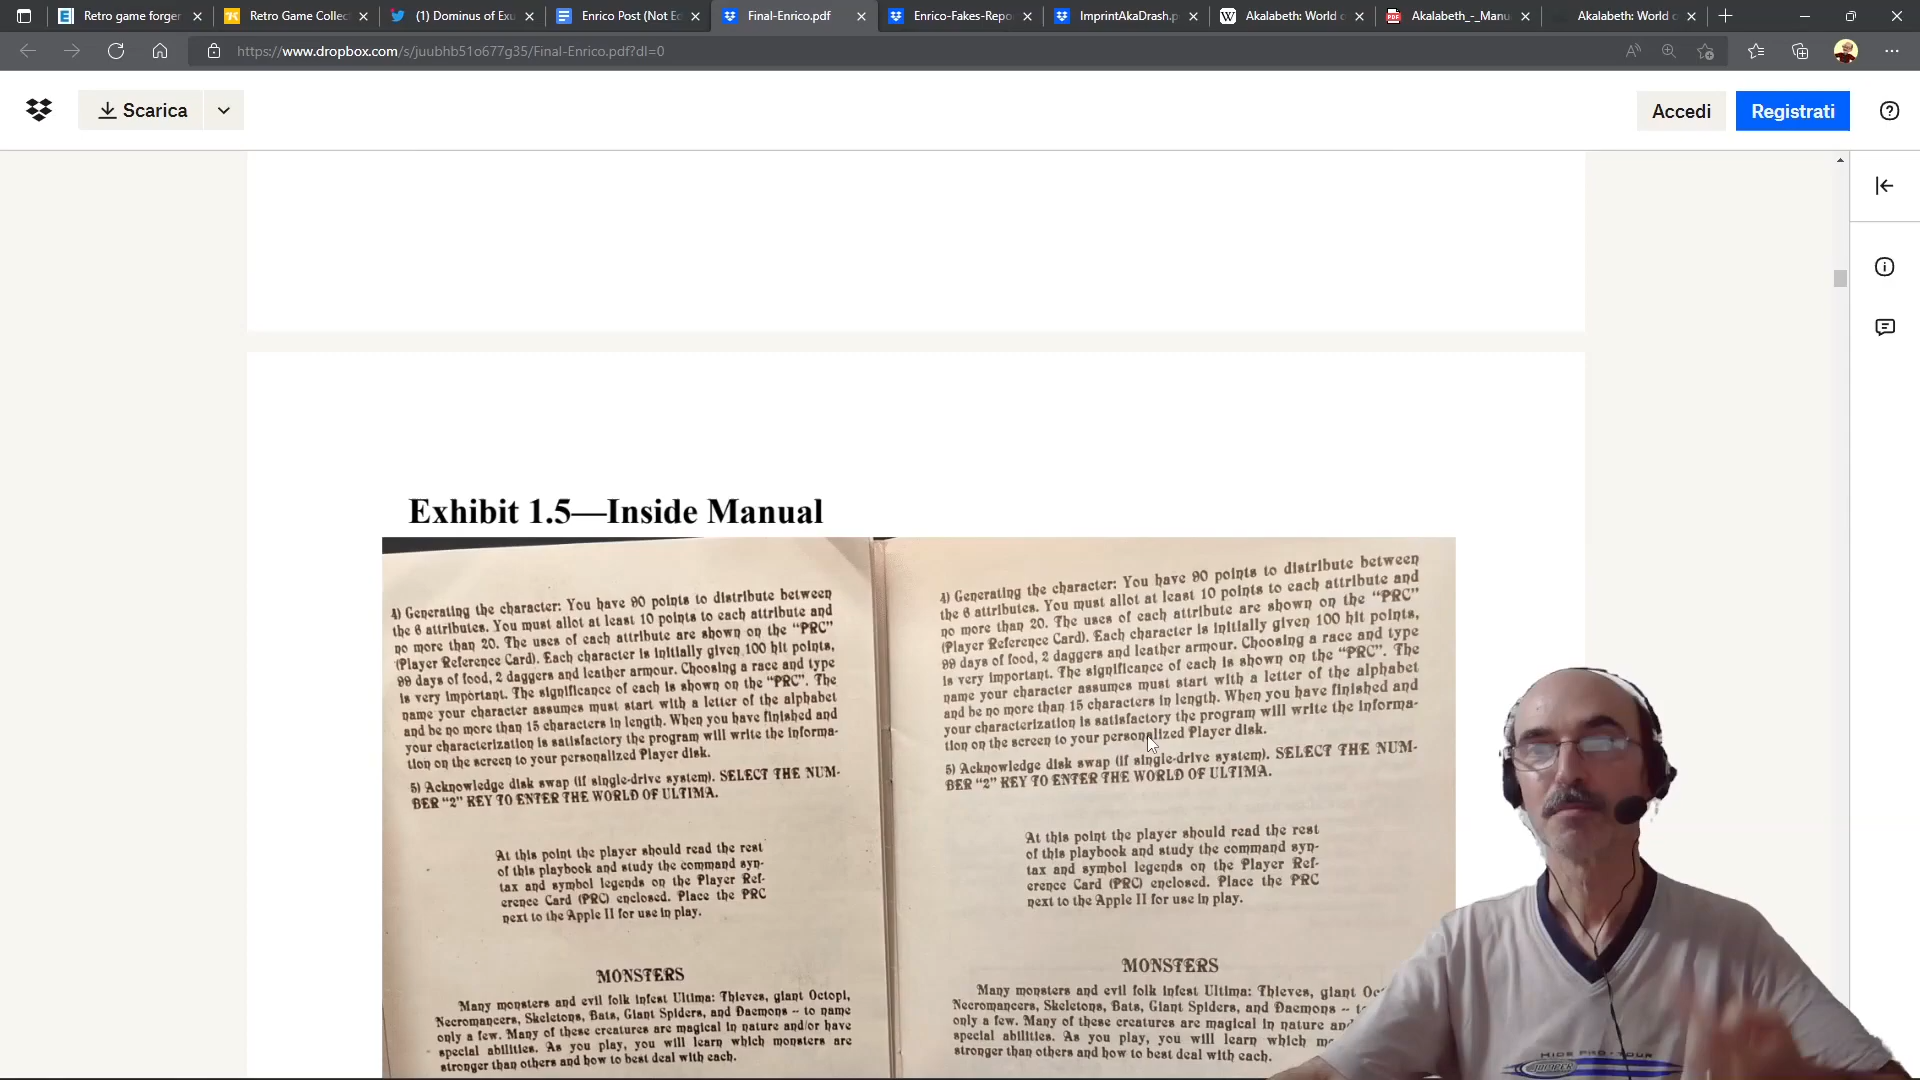 Retro game forger
Retro Game Collec
(1) Dominus of Exu
Enrico Post (Not Ed
Final-Enrico.pdf
Enrico-Fakes-Repo
ImprintAkaDrash.p
Akalabeth: World o
Akalabeth_-_Manu
Akalabeth: World o
https://www.dropbox.com/s/juubhb51o677g35/Final-Enrico.pdf?dl=0
Scarica
Accedi
Registrati
Exhibit 1.5—Inside Manual
4) Generating the character: You have 90 points to distribute between
the 6 attributes. You must allot at least 10 points to each attribute and
no more than 20. The uses of each attribute are shown on the "PRC"
(Player Reference Card). Each character is initially given 100 hit points,
99 days of food, 2 daggers and leather armour. Choosing a race and type
is very important. The significance of each is shown on the "PRC". The
name your character assumes must start with a letter of the alphabet
and be no more than 15 characters in length. When you have finished and
your characterization is satisfactory the program will write the informa-
tion on the screen to your personalized Player disk.
5) Acknowledge disk swap (if single-drive system). SELECT THE NUM-
BER "2" KEY TO ENTER THE WORLD OF ULTIMA.
At this point the player should read the rest
of this playbook and study the command syn-
tax and symbol legends on the Player Ref-
erence Card (PRC) enclosed. Place the PRC
next to the Apple II for use in play.
MONSTERS
Many monsters and evil folk infest Ultima: Thieves, giant Octopi,
Necromancers, Skeletons, Bats, Giant Spiders, and Daemons -- to name
only a few. Many of these creatures are magical in nature and/or have
special abilities. As you play, you will learn which monsters are
stronger than others and how to best deal with each.
4) Generating the character: You have 90 points to distribute between
the 6 attributes. You must allot at least 10 points to each attribute and
no more than 20. The uses of each attribute are shown on the "PRC"
(Player Reference Card). Each character is initially given 100 hit points,
99 days of food, 2 daggers and leather armour. Choosing a race and type
is very important. The significance of each is shown on the "PRC". The
name your character assumes must start with a letter of the alphabet
and be no more than 15 characters in length. When you have finished and
your characterization is satisfactory the program will write the informa-
tion on the screen to your personalized Player disk.
5) Acknowledge disk swap (if single-drive system). SELECT THE NUM-
BER "2" KEY TO ENTER THE WORLD OF ULTIMA.
At this point the player should read the rest
of this playbook and study the command syn-
tax and symbol legends on the Player Ref-
erence Card (PRC) enclosed. Place the PRC
next to the Apple II for use in play.
MONSTERS
Many monsters and evil folk infest Ultima: Thieves, giant Oc
Necromancers, Skeletons, Bats, Giant Spiders, and Daemons -- t
only a few. Many of these creatures are magical in nature an
special abilities. As you play, you will learn which m
stronger than others and how to best deal with each.